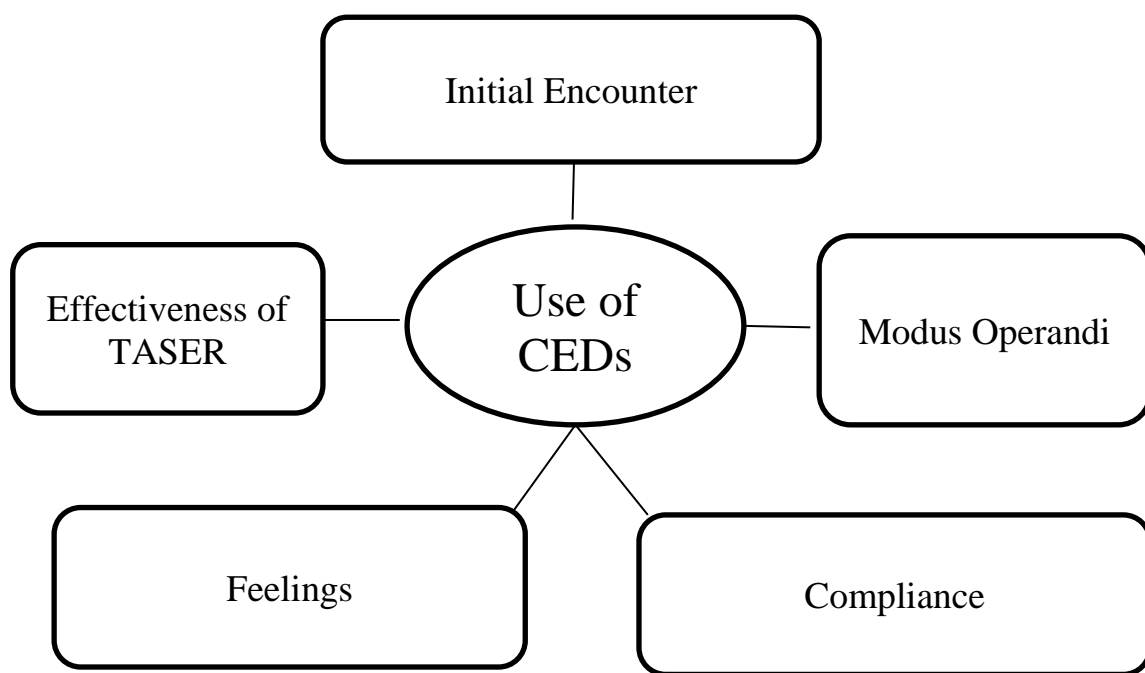 Initial Encounter
Effectiveness of
TASER
Use of
CEDs
Modus Operandi
Feelings
Compliance